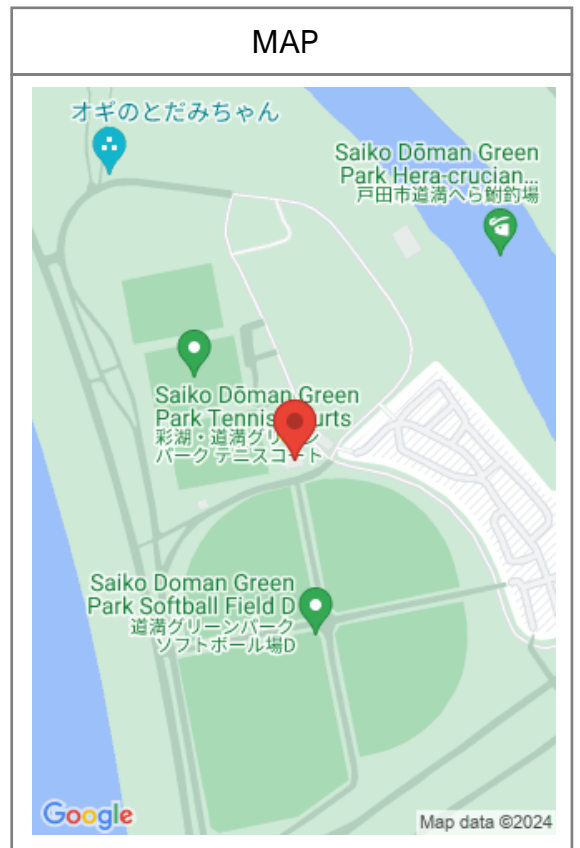 MAP
オギのとだみちゃん
Saiko Dōman Green
Park Hera-crucian...
戸田市道満へら鮒釣場
Saiko Dōman Green
Park Tennis urts
彩湖・道満グリーン
パーク テニスコート
Saiko Doman Green
Park Softball Field D
道満グリーンパーク
ソフトボール場D
Google
Map data ©2024